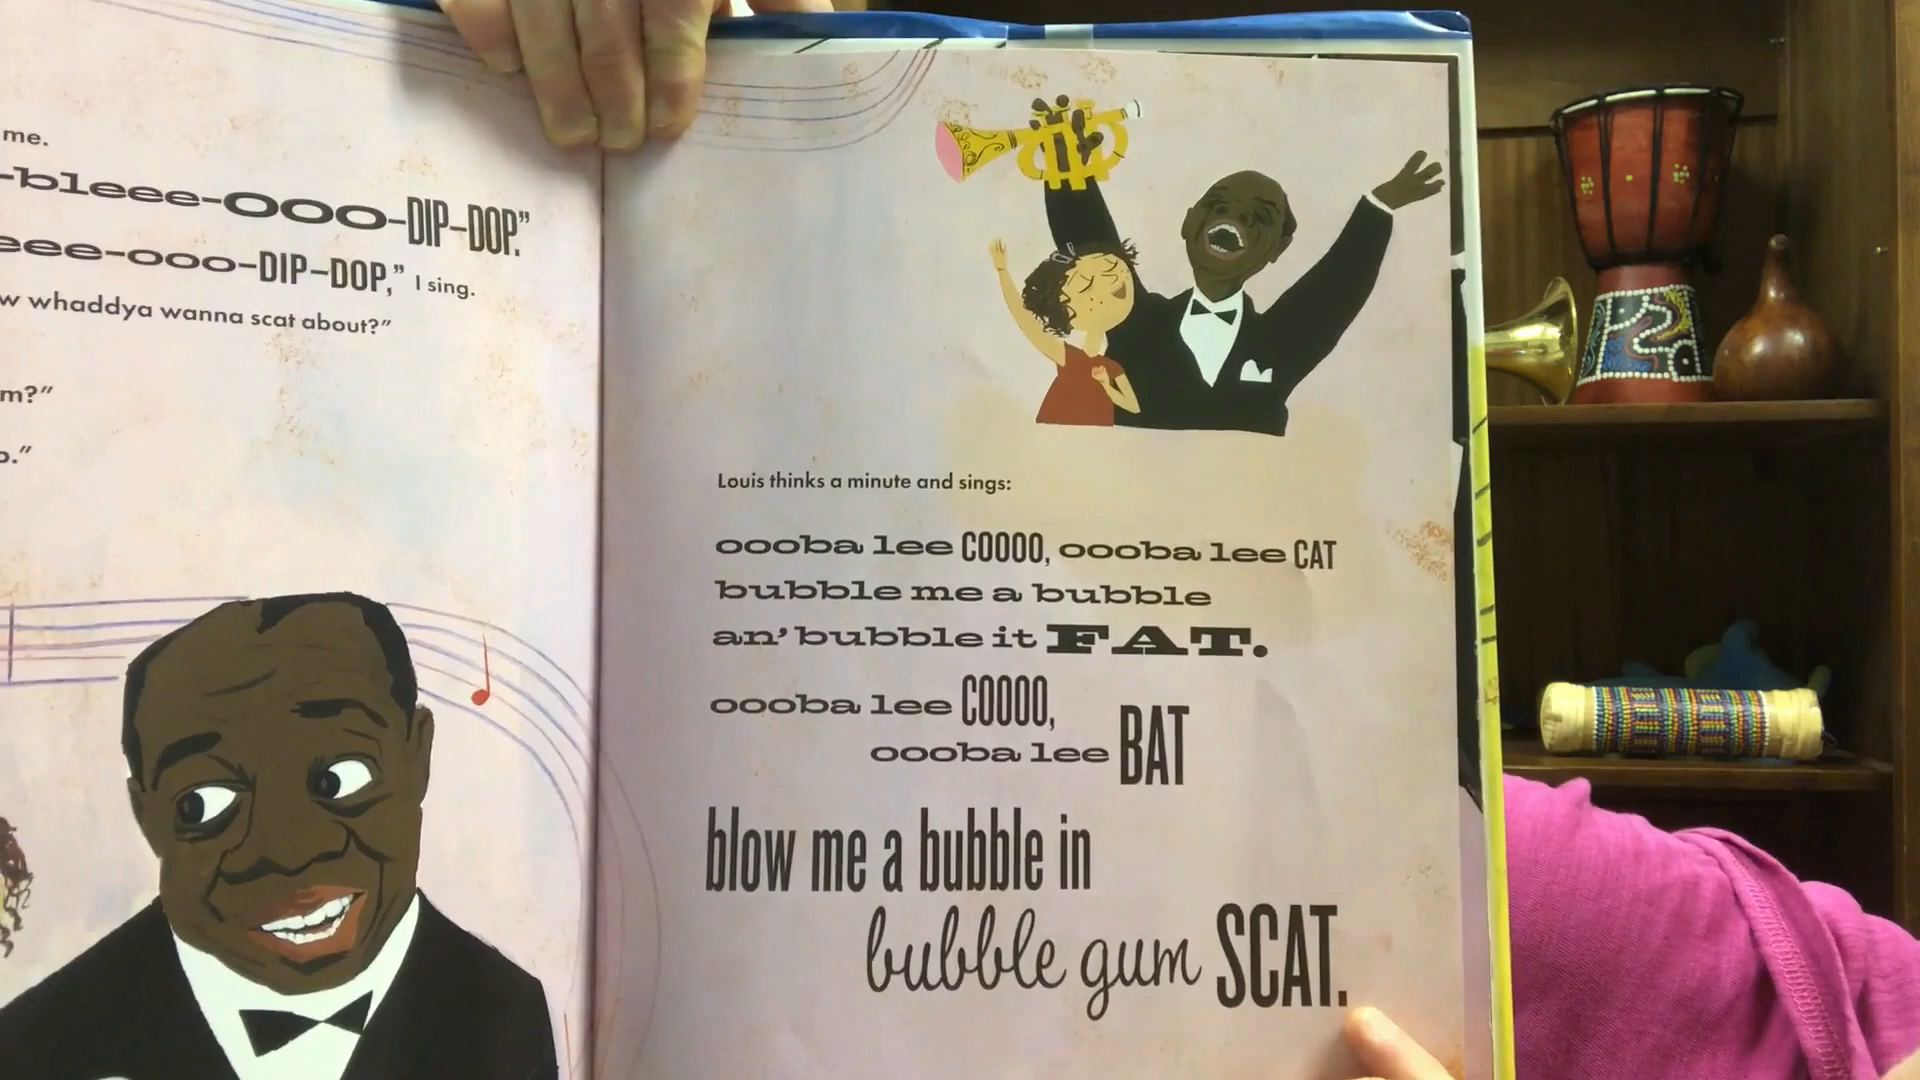 me.
-bleee-OOO-DIP-DOP."
eee-ooo-DIP-DOP," I sing.
whaddya wanna scat about?"
Louis thinks a minute and sings:
oooba lee COOOO, oooba lee CAT
bubble me a bubble
an' bubble it FAT.
oooba lee COOOO,
oooba lee BAT
blow me a bubble in
bubble gum SCAT.